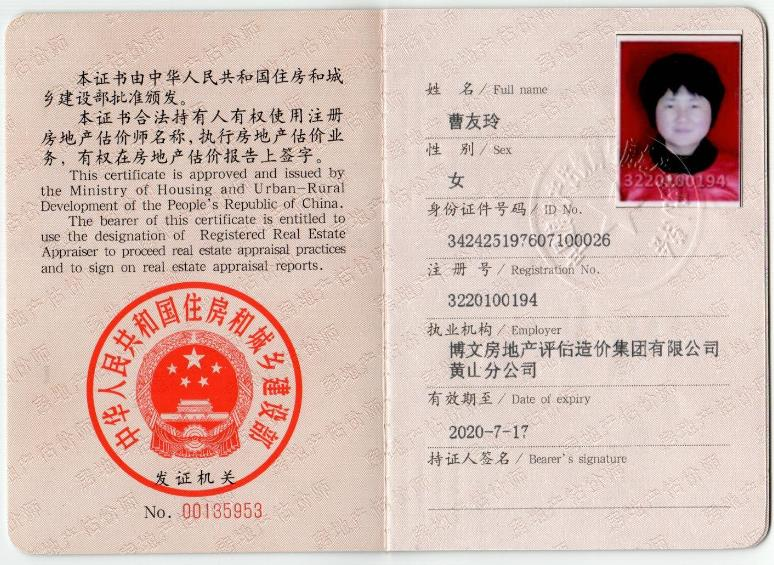 本证书由中华人民共和国住房和城
乡建设部批准颁发。
本证书合法持有人有权使用注册
房地产估价师名称，执行房地产估价业
务，有权在房地产估价报告上签字。
This certificate is approved and issued by
the Ministry of Housing and Urban-Rural
Development of the People's Republic of China.
The bearer of this certificate is entitled to
use the designation of Registered Real Estate
Appraiser to proceed real estate appraisal practices
and to sign on real estate appraisal reports.
中华人民共和国住房和城乡建设部
发证机关
No. 00135953
姓 名 / Full name
曹友玲
性 别 / Sex
女
身份证件号码 / ID No.
342425197607100026
注 册 号 / Registration No.
3220100194
执业机构 / Employer
博文房地产评估造价集团有限公司
黄山分公司
有效期至 / Date of expiry
2020-7-17
持证人签名 / Bearer's signature
3220100194